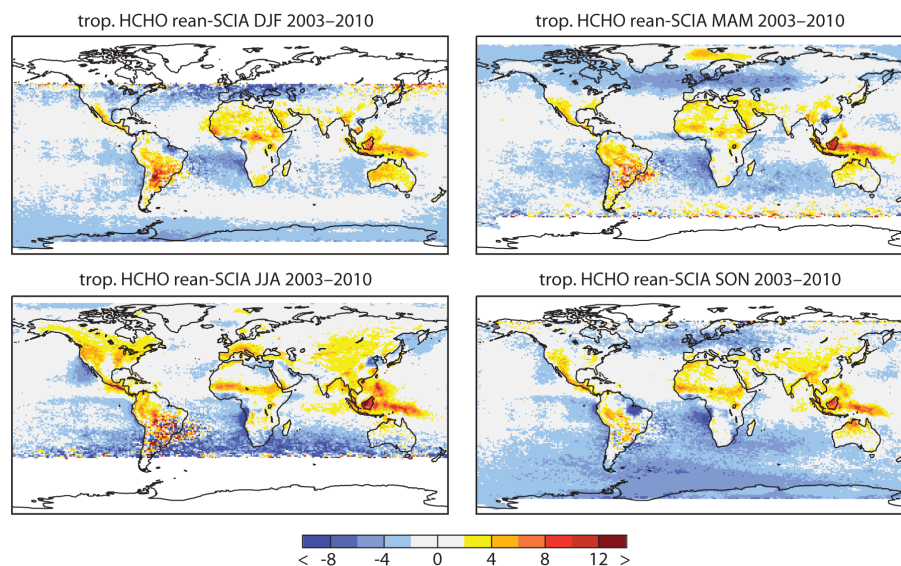 trop. HCHO rean-SCIA DJF 2003–2010
trop. HCHO rean-SCIA MAM 2003–2010
trop. HCHO rean-SCIA JJA 2003–2010
trop. HCHO rean-SCIA SON 2003–2010
< -8 -4 0 4 8 12 >